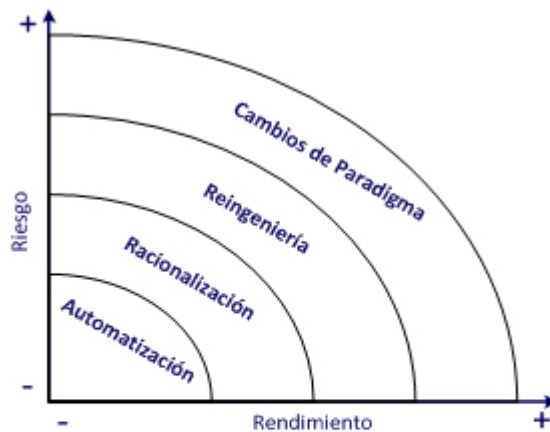 +
Cambios de Paradigma
Reingeniería
Riesgo
Racionalización
Automatización
-
-
Rendimiento
+